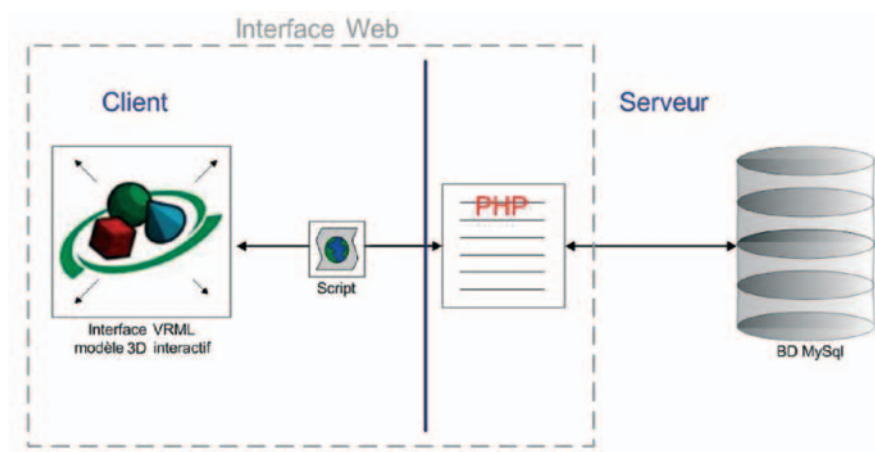 Interface Web
Client
Serveur
PHP
Script
Interface VRML
modèle 3D interactif
BD MySql